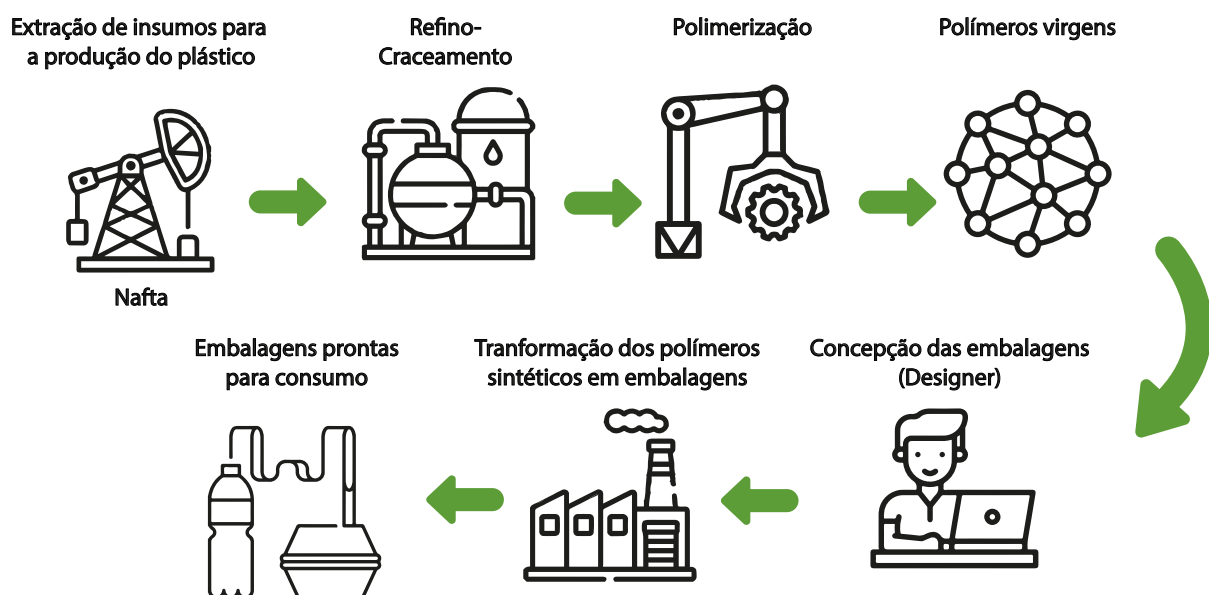 Extração de insumos para
a produção do plástico
Refino-
Craceamento
Polimerização
Polímeros virgens
Nafta
Embalagens prontas
para consumo
Tranformação dos polímeros
sintéticos em embalagens
Concepção das embalagens
(Designer)